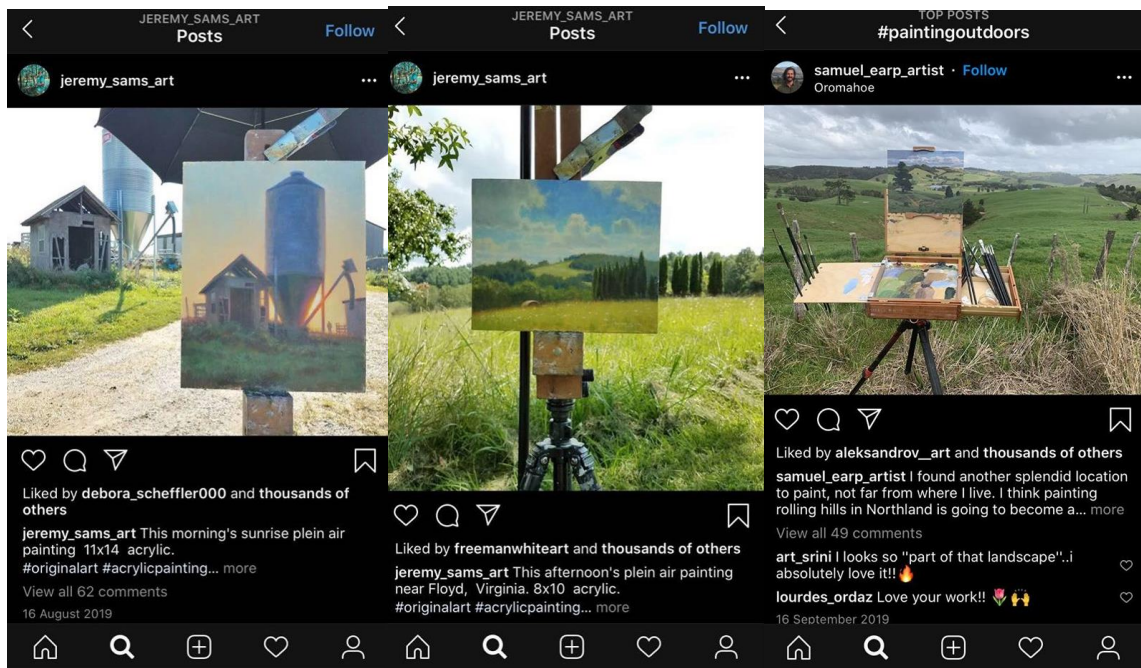 JEREMY_SAMS_ART
Posts
Follow
jeremy_sams_art
Liked by debora_scheffler000 and thousands of
others
jeremy_sams_art This morning's sunrise plein air
painting 11x14 acrylic.
#originalart #acrylicpainting... more
View all 62 comments
16 August 2019
JEREMY_SAMS_ART
Posts
Follow
jeremy_sams_art
Liked by freemanwhiteart and thousands of others
jeremy_sams_art This afternoon's plein air painting
near Floyd, Virginia. 8x10 acrylic.
#originalart #acrylicpainting... more
TOP POSTS
#paintingoutdoors
samuel_earp_artist · Follow
Oromahoe
Liked by aleksandrov__art and thousands of others
samuel_earp_artist I found another splendid location
to paint, not far from where I live. I think painting
rolling hills in Northland is going to become a... more
View all 49 comments
art_srini I looks so "part of that landscape"..i
absolutely love it!!🔥
lourdes_ordaz Love your work!! 🌷🙌
16 September 2019